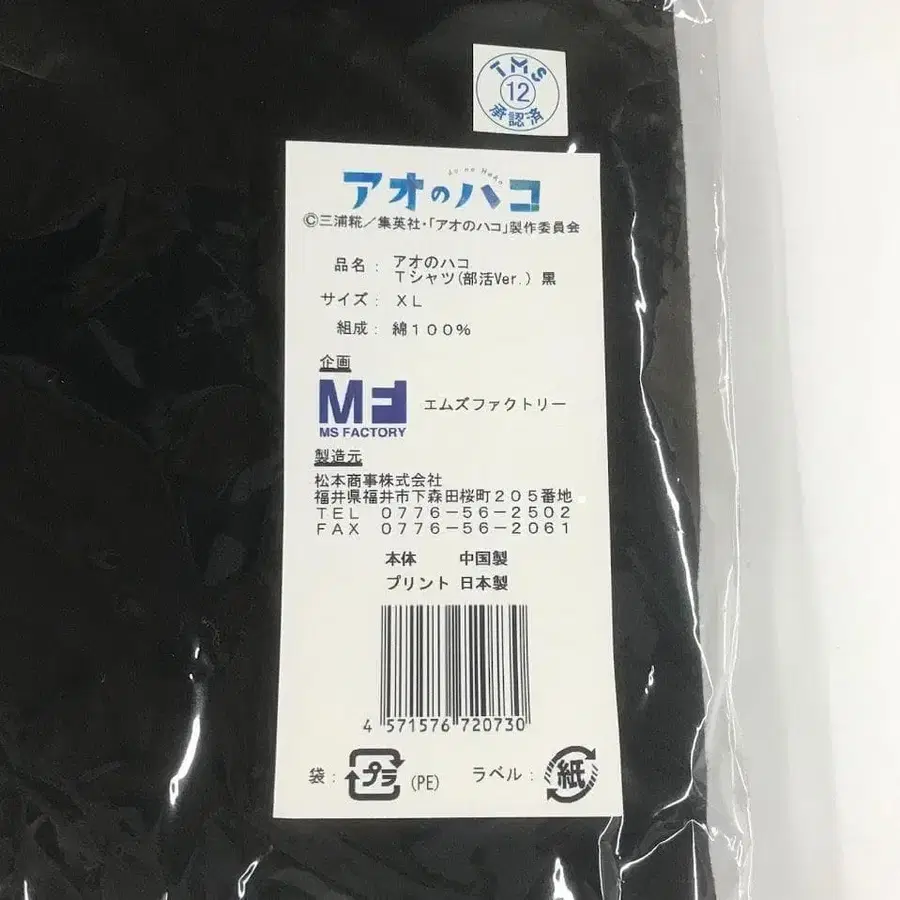 TMS
12
承認済
Ao no Hako
アオのハコ
©三浦糀／集英社・「アオのハコ」製作委員会
品名： アオのハコ
Ｔシャツ(部活Ver.) 黒
サイズ： ＸＬ
組成： 綿１００％
企画
MF エムズファクトリー
MS FACTORY
製造元
松本商事株式会社
福井県福井市下森田桜町２０５番地
ＴＥＬ ０７７６－５６－２５０２
ＦＡＸ ０７７６－５６－２０６１
本体 中国製
プリント 日本製
4 571576 720730
袋： プラ (PE) ラベル： 紙